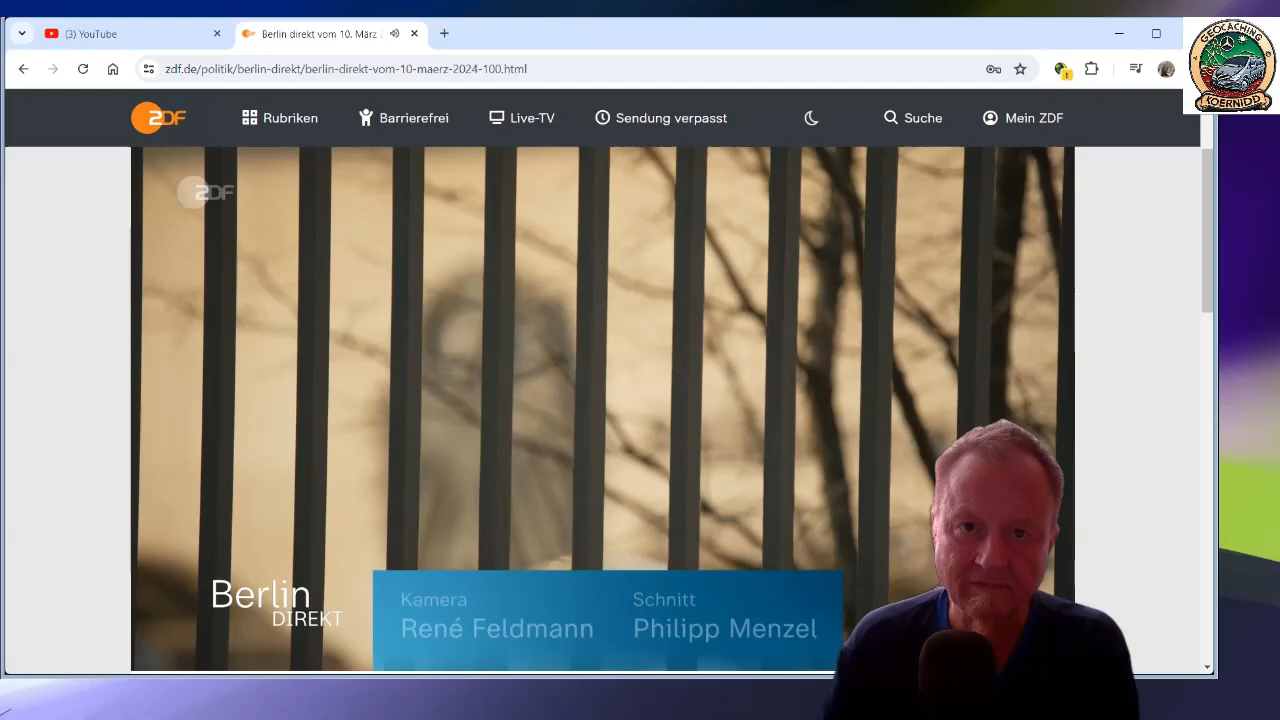 (3) YouTube
Berlin direkt vom 10. März 2
zdf.de/politik/berlin-direkt/berlin-direkt-vom-10-maerz-2024-100.html
GEOCACHING
KOERNIDD
ZDF
Rubriken
Barrierefrei
Live-TV
Sendung verpasst
Suche
Mein ZDF
ZDF
Berlin
DIREKT
Kamera
René Feldmann
Schnitt
Philipp Menzel